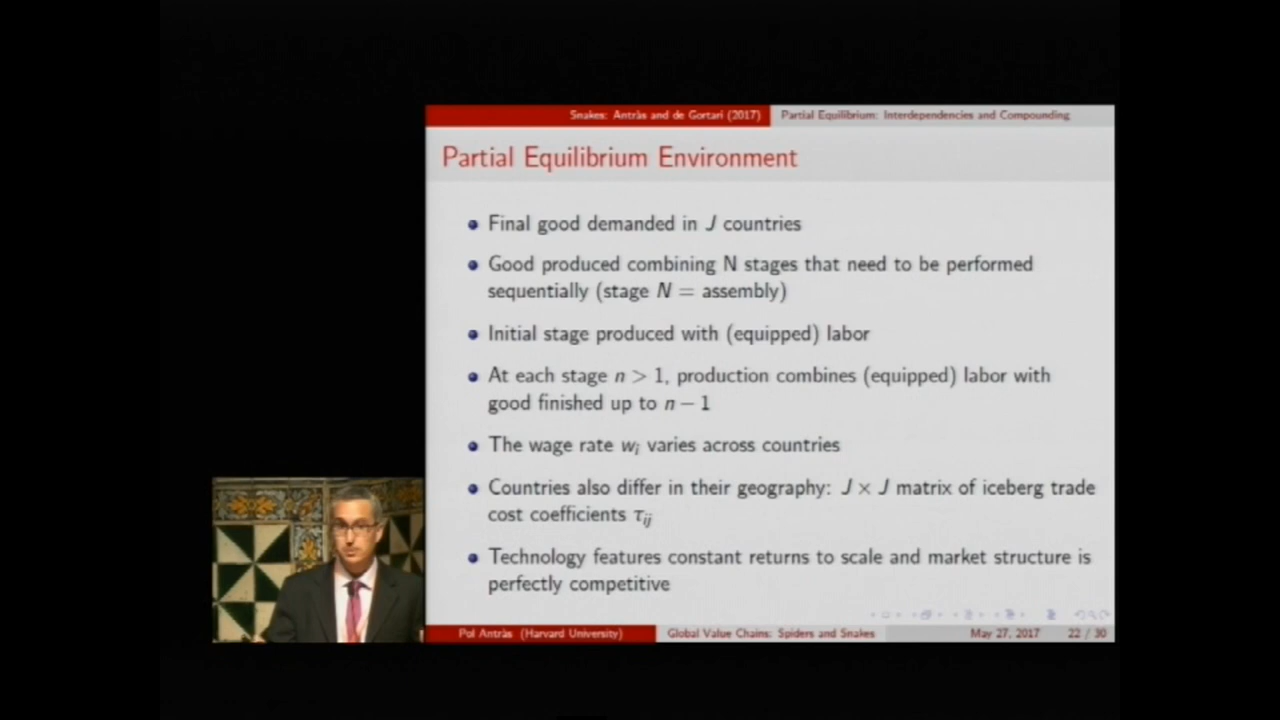 Snakes: Antràs and de Gortari (2017)
Partial Equilibrium: Interdependencies and Compounding
Partial Equilibrium Environment
Final good demanded in J countries
Good produced combining N stages that need to be performed
sequentially (stage N = assembly)
Initial stage produced with (equipped) labor
At each stage n > 1, production combines (equipped) labor with
good finished up to n − 1
The wage rate wᵢ varies across countries
Countries also differ in their geography: J × J matrix of iceberg trade
cost coefficients τᵢⱼ
Technology features constant returns to scale and market structure is
perfectly competitive
Pol Antràs (Harvard University)
Global Value Chains: Spiders and Snakes
May 27, 2017
22 / 30